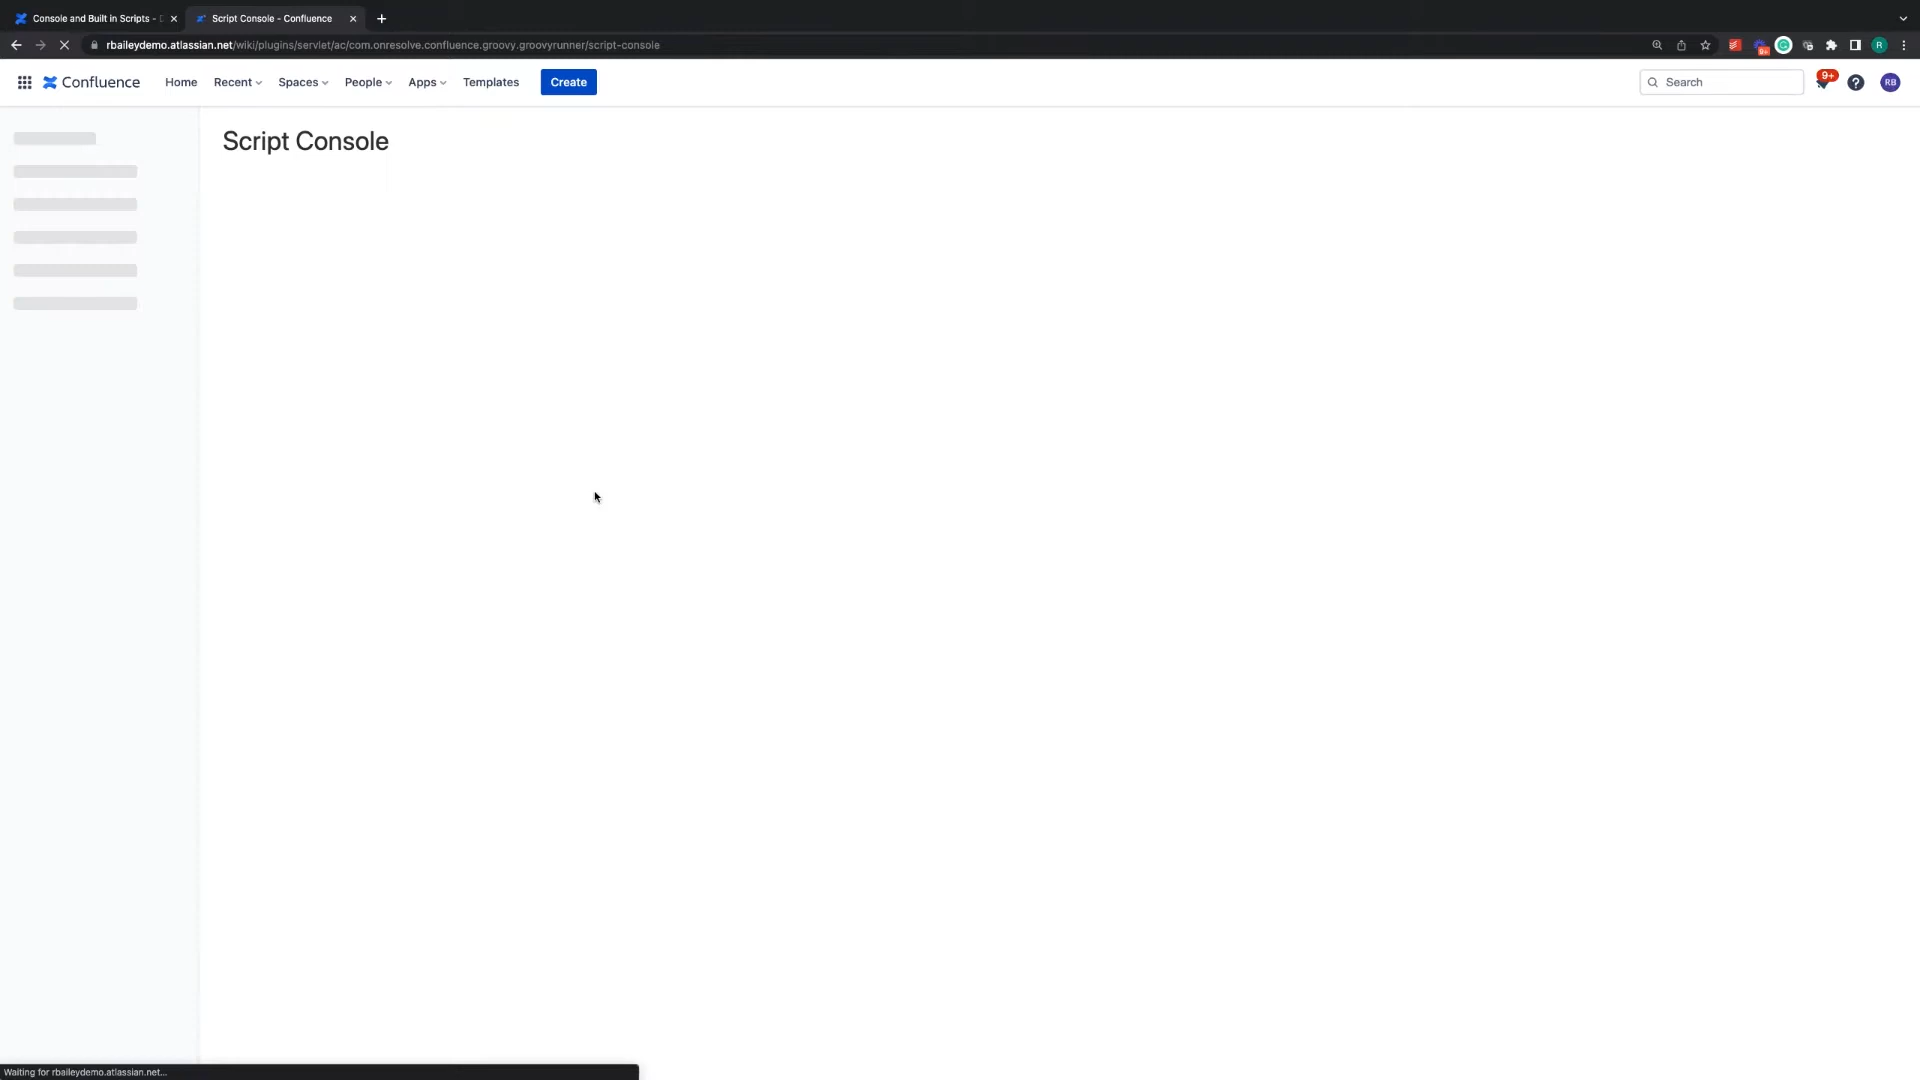 Console and Built in Scripts -
Script Console - Confluence
rbaileydemo.atlassian.net/wiki/plugins/servlet/ac/com.onresolve.confluence.groovy.groovyrunner/script-console
9+
R
Confluence
Home
Recent
Spaces
People
Apps
Templates
Create
Search
9+
RB
Script Console
Waiting for rbaileydemo.atlassian.net...